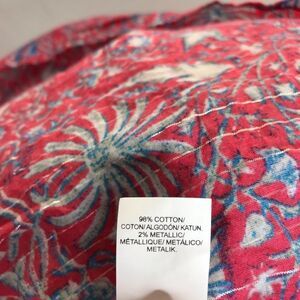 98% COTTON/
COTON/ ALGODÓN/ KATUN.
2% METALLIC/
MÉTALLIQUE/ METÁLICO/
METALIK.